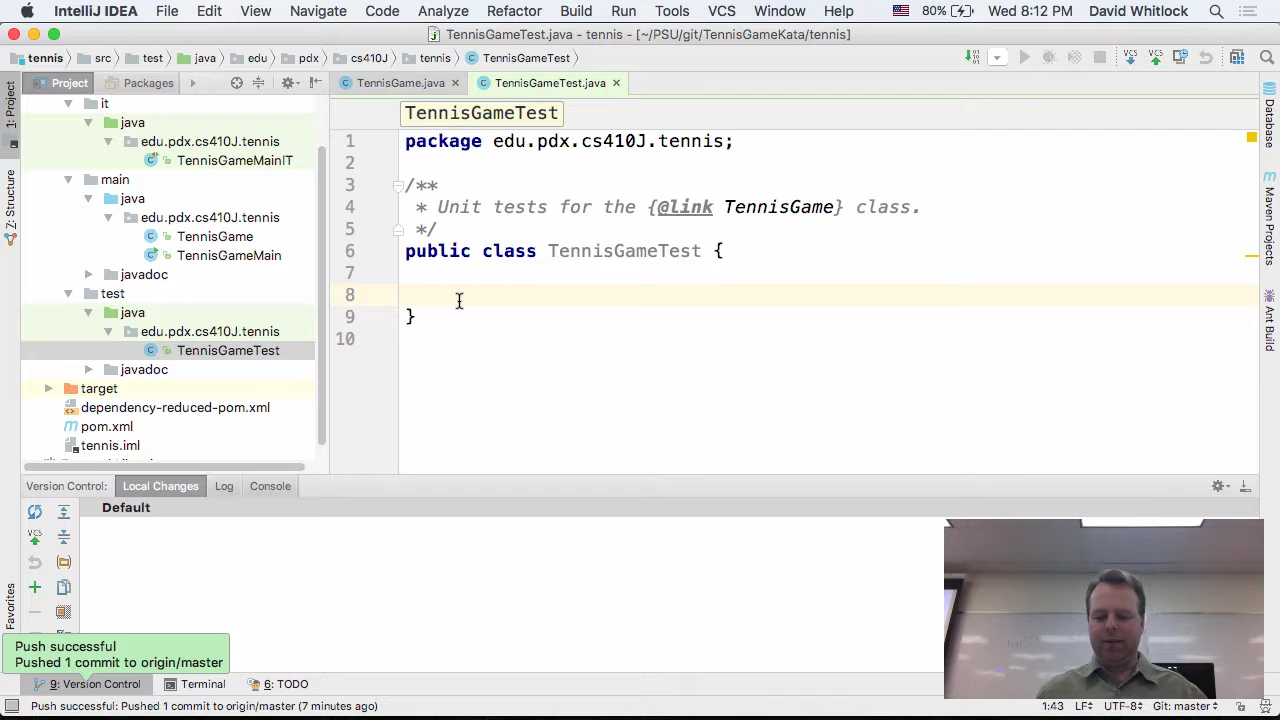 IntelliJ IDEA File Edit View Navigate Code Analyze Refactor Build Run Tools VCS Window Help 80% Wed 8:12 PM David Whitlock
TennisGameTest.java - tennis - [~/PSU/git/TennisGameKata/tennis]
tennis src test java edu pdx cs410J tennis TennisGameTest
VCS VCS
Project Packages TennisGame.java TennisGameTest.java
1: Project
Z: Structure
Favorites
it
java
edu.pdx.cs410J.tennis
TennisGameMainIT
main
java
edu.pdx.cs410J.tennis
TennisGame
TennisGameMain
javadoc
test
java
edu.pdx.cs410J.tennis
TennisGameTest
javadoc
target
dependency-reduced-pom.xml
pom.xml
tennis.iml
TennisGameTest
1 package edu.pdx.cs410J.tennis;
2
3 /**
4 * Unit tests for the {@link TennisGame} class.
5 */
6 public class TennisGameTest {
7
8
9 }
10
Database
Maven Projects
Ant Build
Version Control: Local Changes Log Console
Default
VCS
Push successful
Pushed 1 commit to origin/master
9: Version Control Terminal 6: TODO
Push successful: Pushed 1 commit to origin/master (7 minutes ago) 1:43 LF UTF-8 Git: master